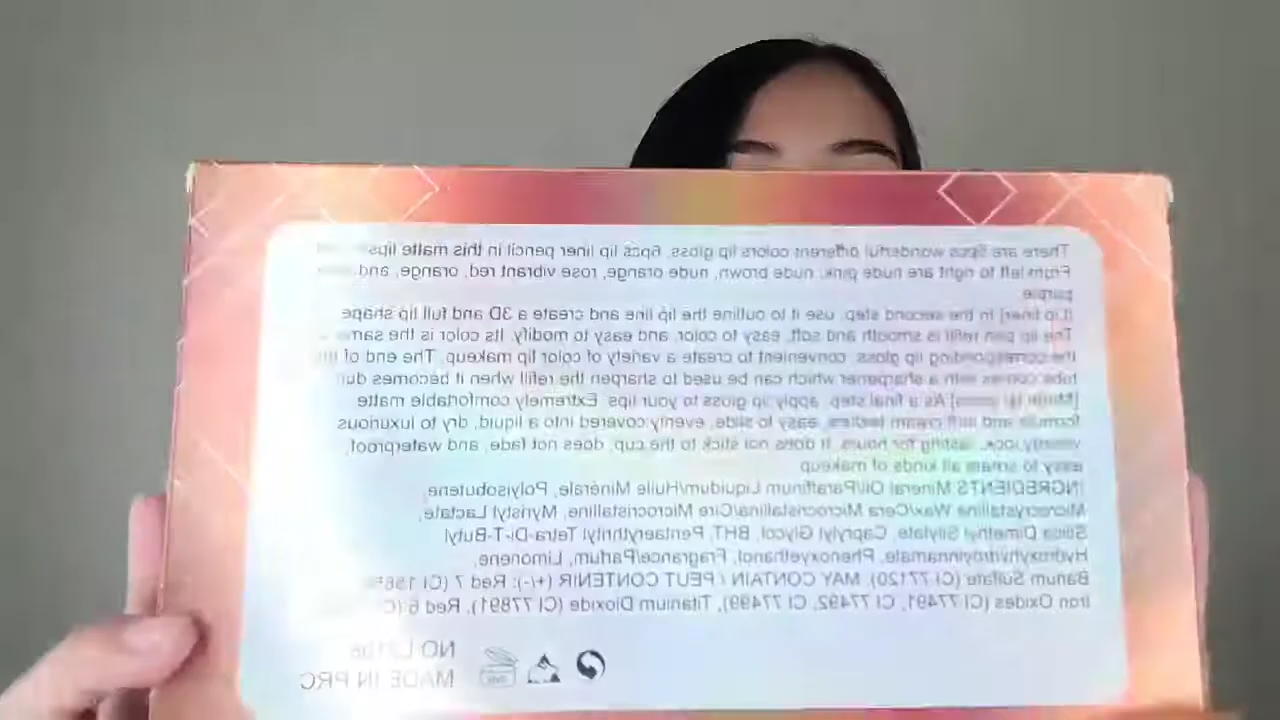 There are 6pcs wonderful different colors lip gloss, 6pcs lip liner pencil in this matte
From left to right are nude pink, nude brown, nude orange, rose vibrant red, orange, and
purple
[Lip liner] In the second step, use it to outline the lip line and create a 3D and full lip shape
The lip pen refill is smooth and soft, easy to color, and easy to modify. Its color is the same
the corresponding lip gloss, convenient to create a variety of color lip makeup. The end of
tube comes with a sharpener which can be used to sharpen the refill when it becomes
As a final step, apply lip gloss to your lips. Extremely comfortable matte
formula and soft cream texture, easy to slide, evenly covered into a liquid, dry to luxurious
velvety look, lasting for hours. It does not stick to the cup, does not fade, and waterproof,
easy to smear all kinds of makeup
INGREDIENTS Mineral Oil/Paraffinum Liquidum/Huile Minérale, Polyisobutene,
Microcrystalline Wax/Cera Microcristallina/Cire Microcristalline, Myristyl Lactate,
Silica Dimethyl Silylate, Caprylyl Glycol, BHT, Pentaerythrityl Tetra-Di-T-Butyl
Hydroxyhydrocinnamate, Phenoxyethanol, Fragrance/Parfum, Limonene,
Barium Sulfate (CI 77120), MAY CONTAIN / PEUT CONTENIR (+/-): Red 7 (CI
Iron Oxides (CI 77491, CI 77492, CI 77499), Titanium Dioxide (CI 77891), Red 6
NO
MADE IN PRC